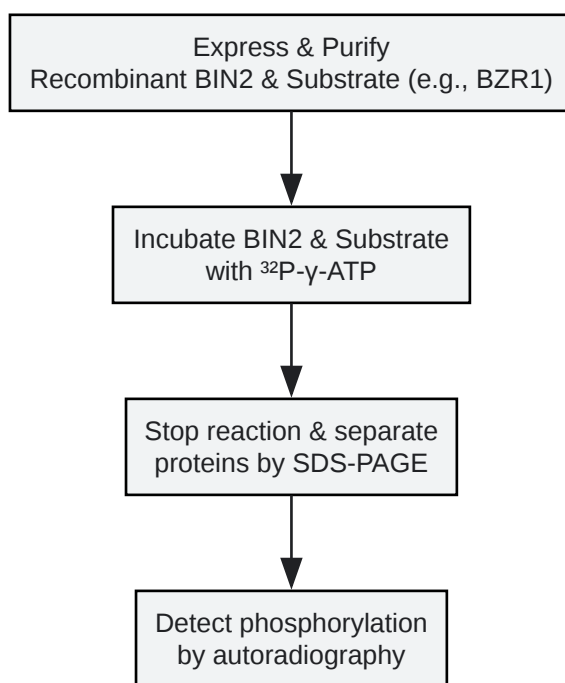 Express & Purify
Recombinant BIN2 & Substrate (e.g., BZR1)
Incubate BIN2 & Substrate
with ³²P-γ-ATP
Stop reaction & separate
proteins by SDS-PAGE
Detect phosphorylation
by autoradiography